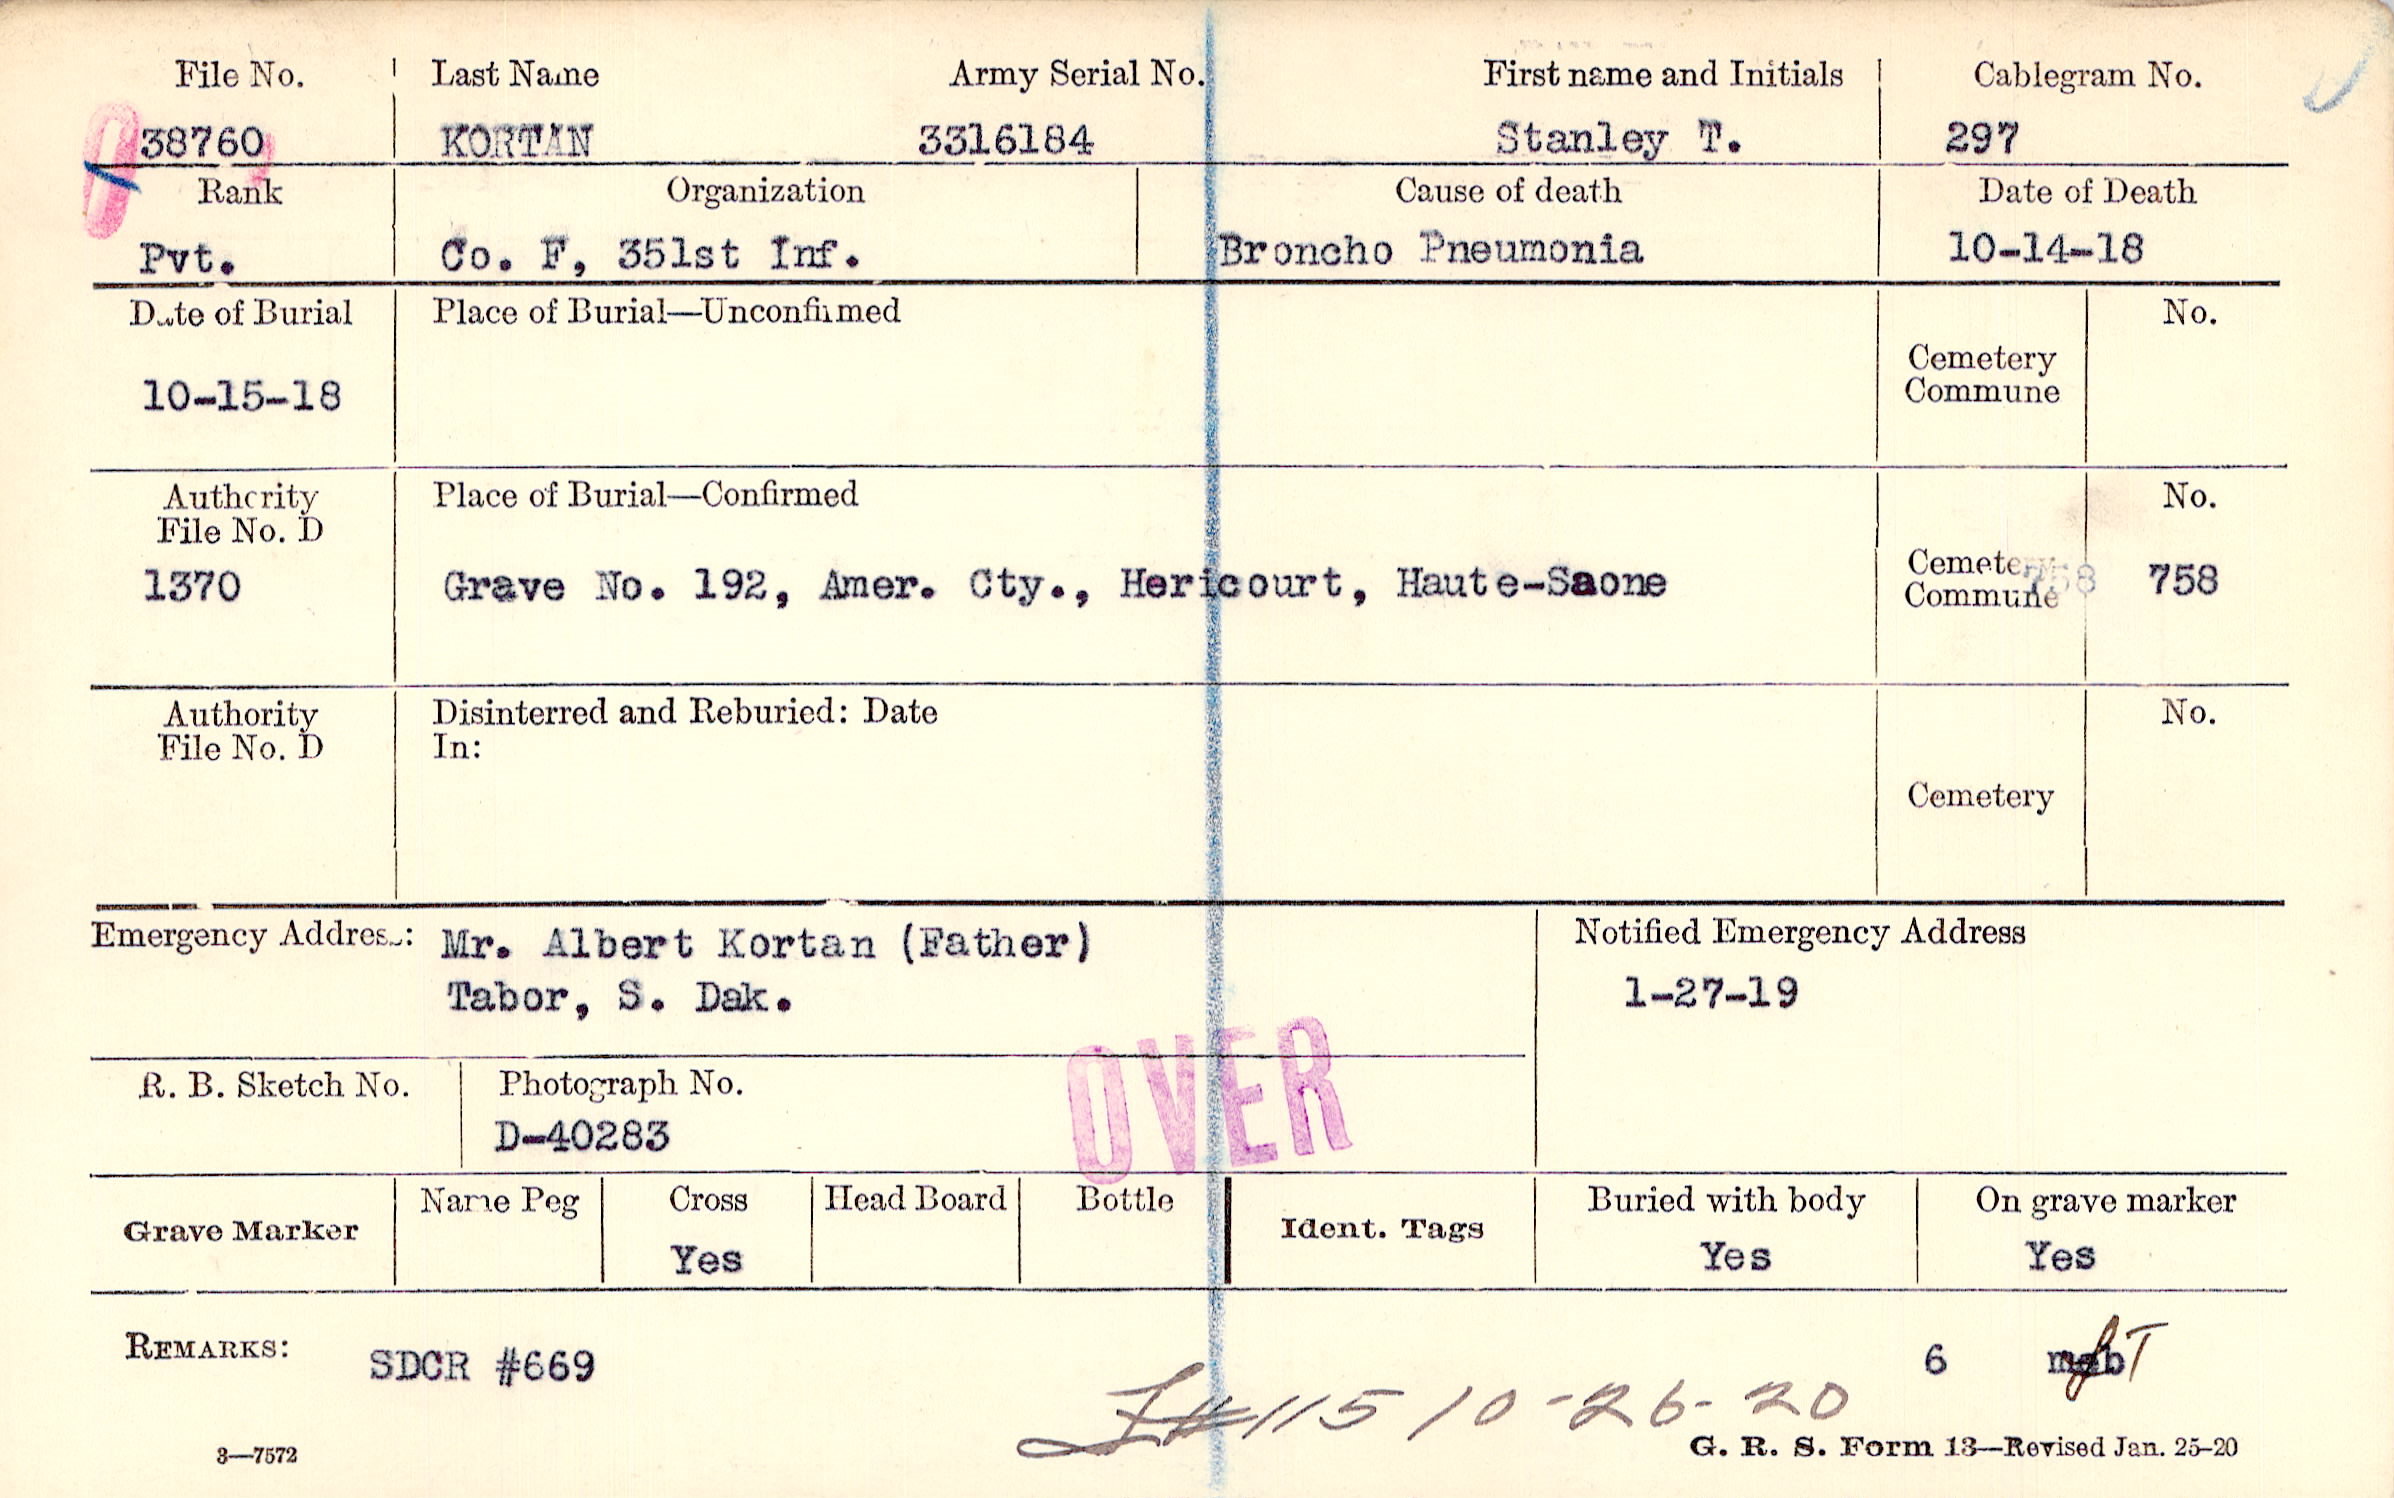 File No. Last Name Army Serial No. First name and Initials Cablegram No.
38760 KORTAN 3316184 Stanley T. 297
Rank Organization Cause of death Date of Death
Pvt. Co. F, 351st Inf. Broncho Pneumonia 10-14-18
Date of Burial Place of Burial—Unconfirmed No.
Cemetery
Commune
10-15-18
Authority Place of Burial—Confirmed No.
File No. D
Cemetery
Commune
1370 Grave No. 192, Amer. Cty., Hericourt, Haute-Saone 758 758
Authority Disinterred and Reburied: Date No.
File No. D In:
Cemetery
Emergency Address: Mr. Albert Kortan (Father) Notified Emergency Address
Tabor, S. Dak. 1-27-19
OVER
R. B. Sketch No. Photograph No.
D-40283
Grave Marker Name Peg Cross Head Board Bottle Ident. Tags Buried with body On grave marker
Yes Yes Yes
REMARKS: SDCR #669 6
#115 10-26-20
3—7572 G. R. S. Form 13—Revised Jan. 25-20